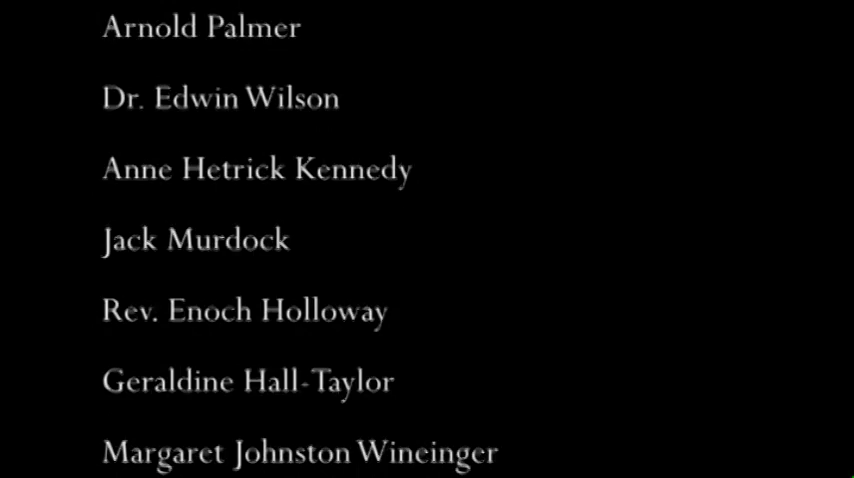 Arnold Palmer
Dr. Edwin Wilson
Anne Hetrick Kennedy
Jack Murdock
Rev. Enoch Holloway
Geraldine Hall-Taylor
Margaret Johnston Wineinger